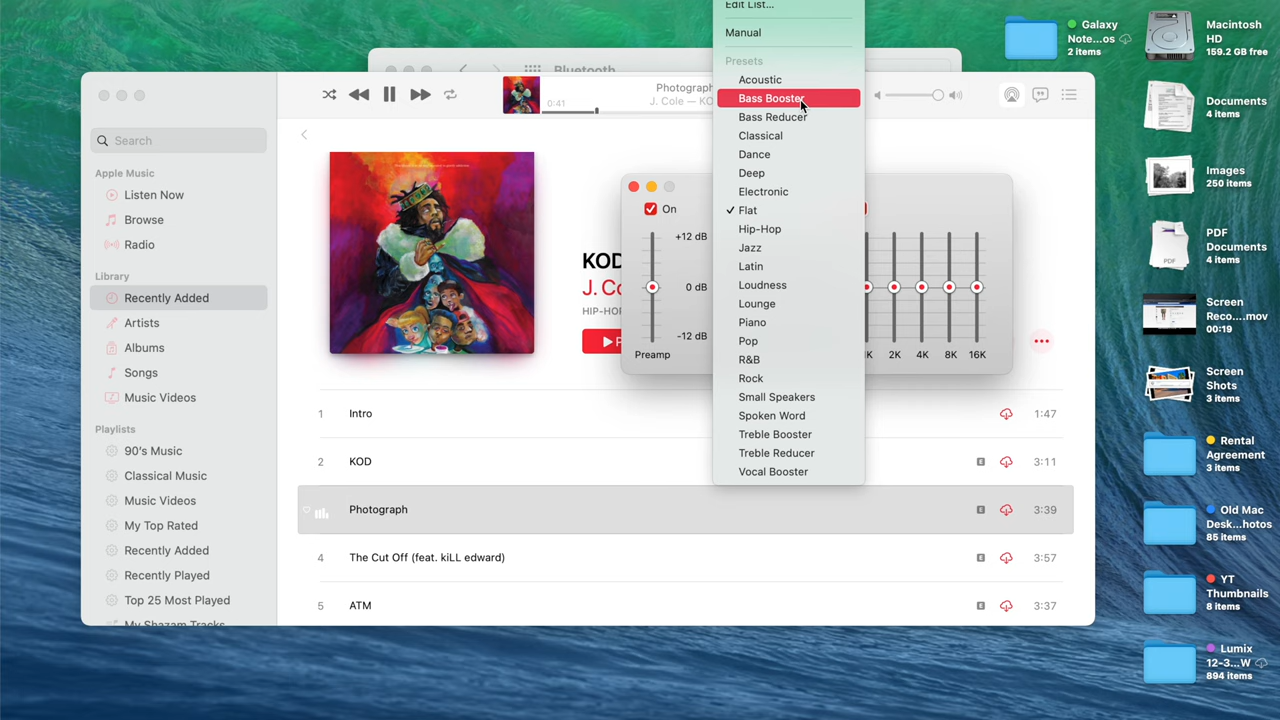 Edit List...
Manual
Presets
Acoustic
Bass Booster
Bass Reducer
Classical
Dance
Deep
Electronic
✓ Flat
Hip-Hop
Jazz
Latin
Loudness
Lounge
Piano
Pop
R&B
Rock
Small Speakers
Spoken Word
Treble Booster
Treble Reducer
Vocal Booster
Bluetooth
Photograph
0:41
J. Cole — KO
Search
Apple Music
Listen Now
Browse
Radio
Library
Recently Added
Artists
Albums
Songs
Music Videos
Playlists
90's Music
Classical Music
Music Videos
My Top Rated
Recently Added
Recently Played
Top 25 Most Played
My Shazam Tracks
KOD
J. Co
HIP-HO
On
+12 dB
0 dB
-12 dB
Preamp
1K 2K 4K 8K 16K
1 Intro 1:47
2 KOD E 3:11
Photograph E 3:39
4 The Cut Off (feat. kiLL edward) E 3:57
5 ATM E 3:37
Galaxy
Note...os
2 items
Macintosh
HD
159.2 GB free
Documents
4 items
Images
250 items
PDF
PDF
Documents
4 items
Screen
Reco....mov
00:19
Screen
Shots
3 items
Rental
Agreement
3 items
Old Mac
Desk...hotos
85 items
YT
Thumbnails
8 items
Lumix
12-3...W
894 items